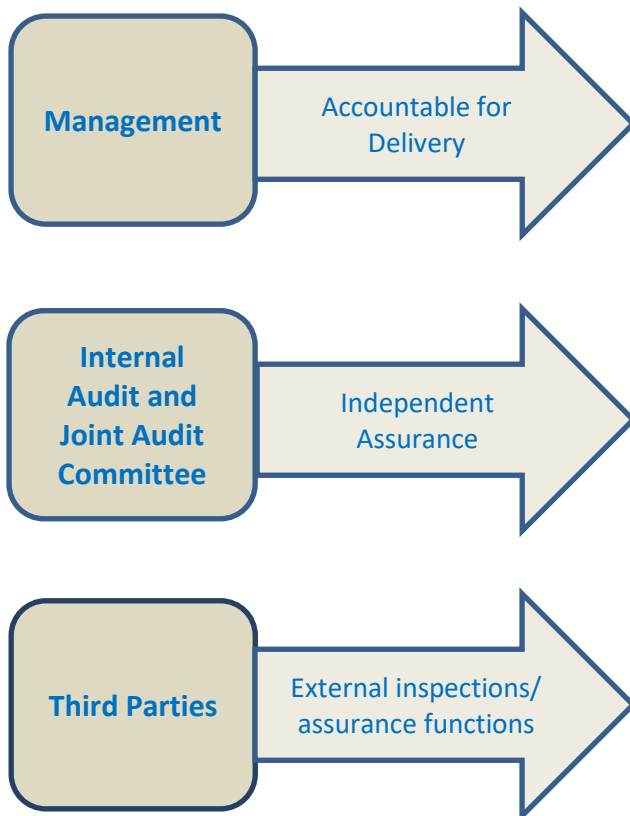 Management
Accountable for
Delivery
Internal
Audit and
Joint Audit
Committee
Independent
Assurance
Third Parties
External inspections/
assurance functions